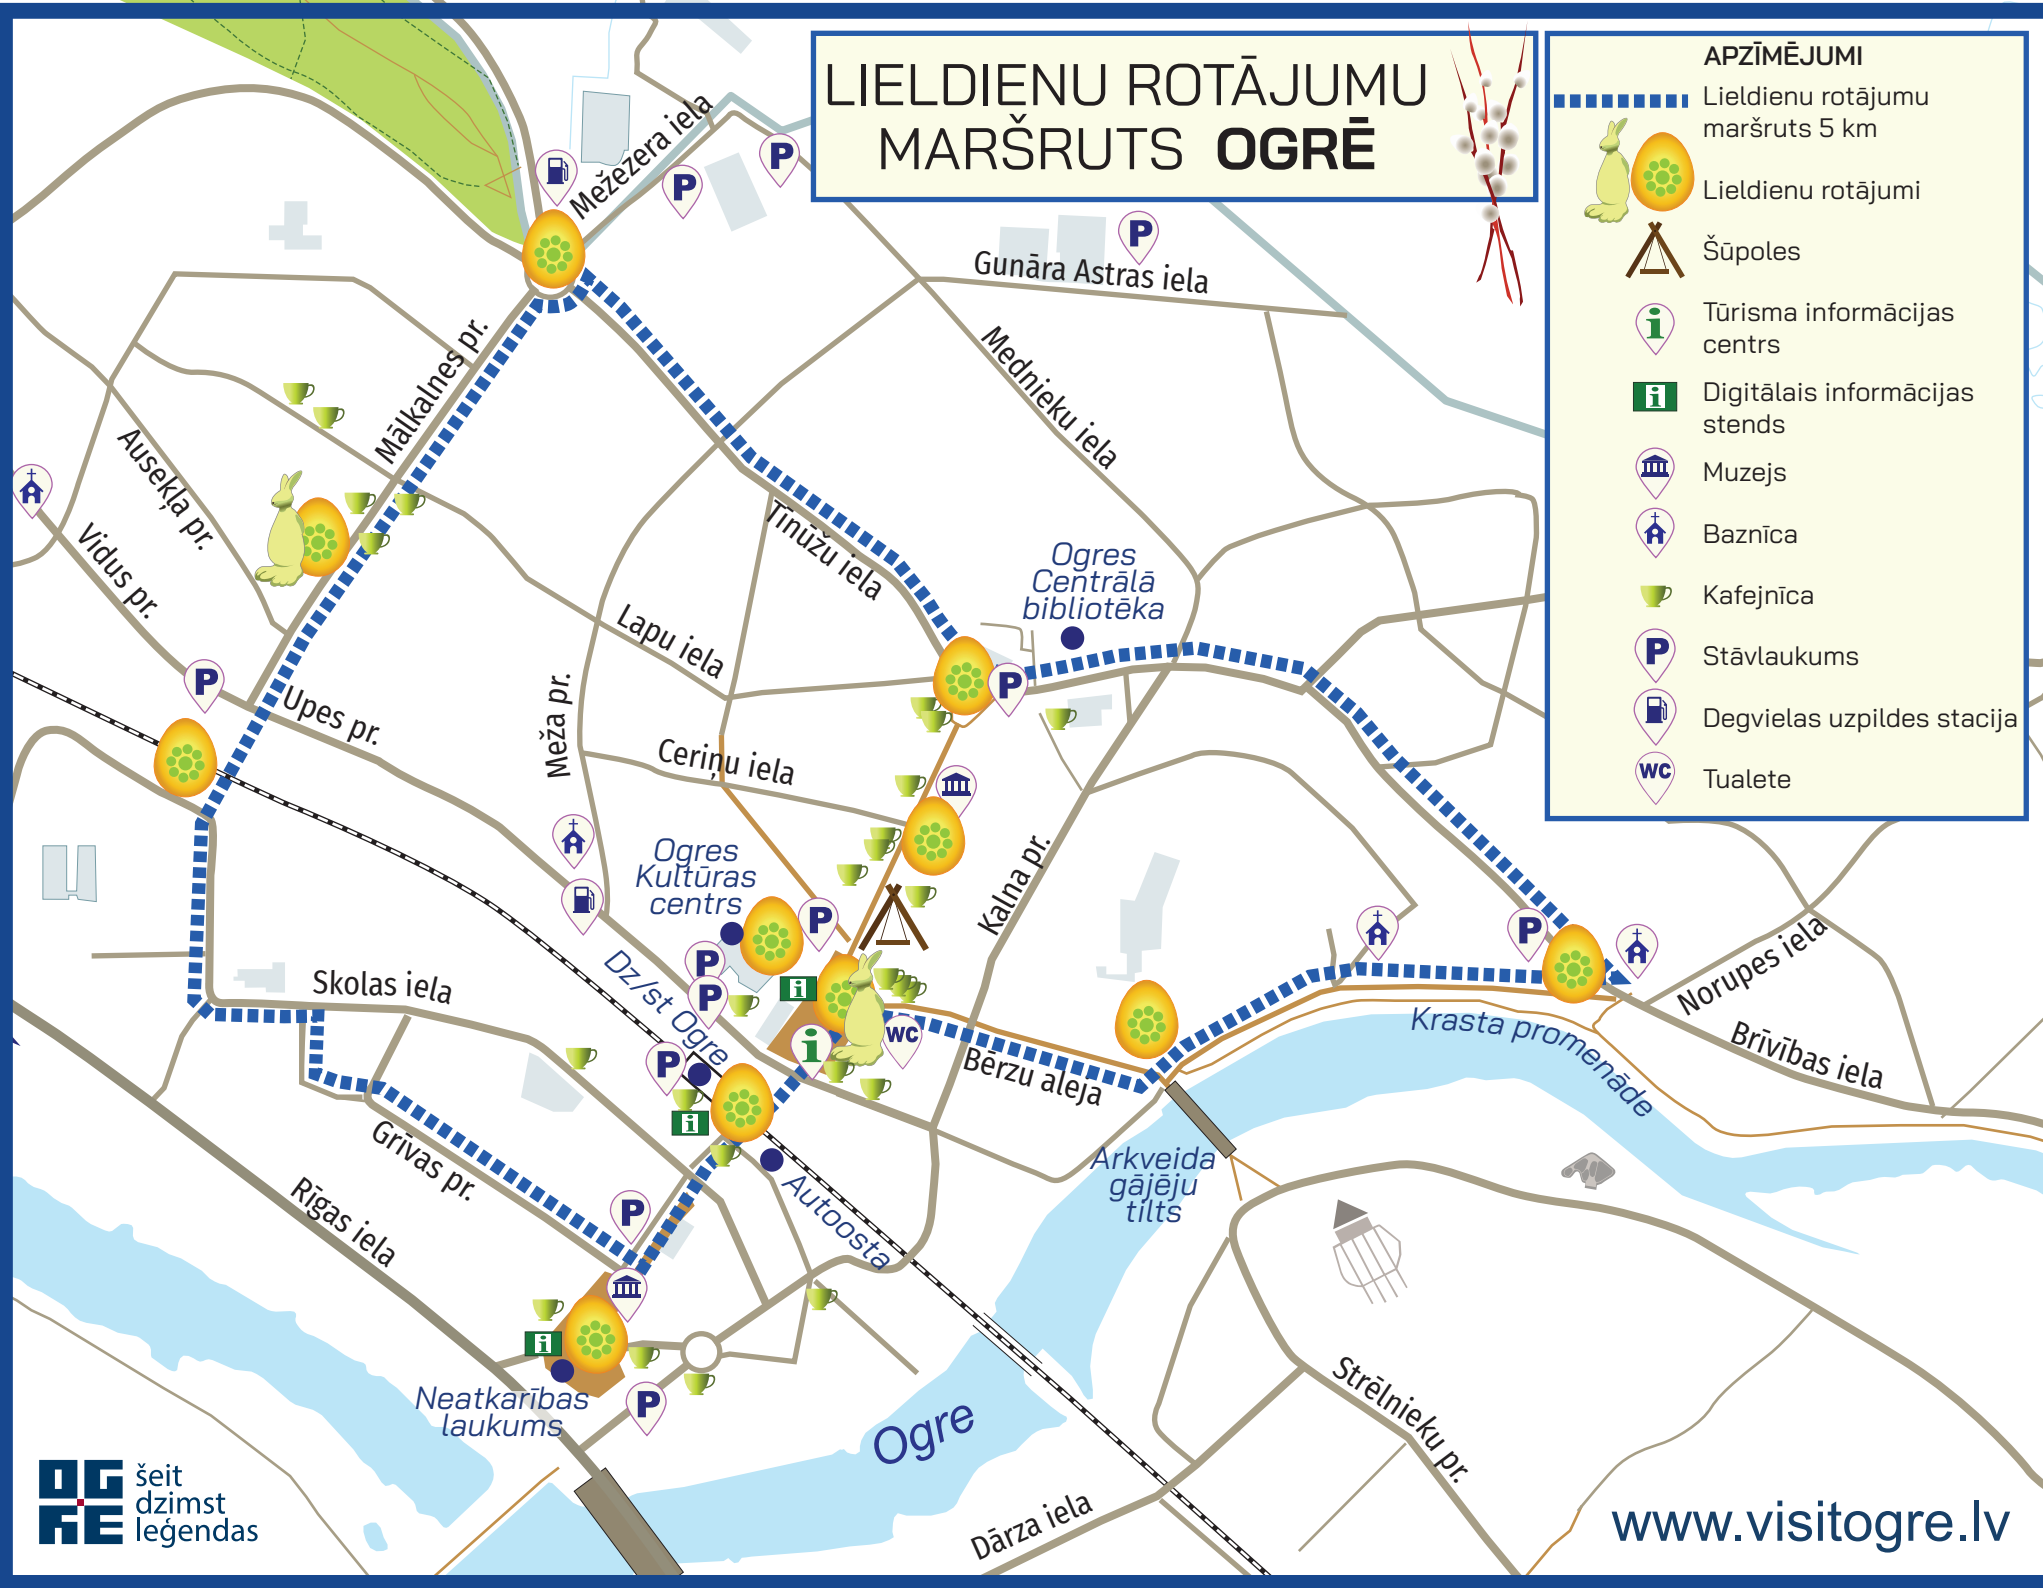 LIELDIENU ROTĀJUMU
MARŠRUTS OGRĒ
APZĪMĒJUMI
Lieldienu rotājumu
maršruts 5 km
Lieldienu rotājumi
Šūpoles
Tūrisma informācijas
centrs
Digitālais informācijas
stends
Muzejs
Baznīca
Kafejnīca
P
Stāvlaukums
Degvielas uzpildes stacija
WC
Tualete
Mežezera iela
P
P
P
Gunāra Astras iela
Mālkalnes pr.
Mednieku iela
Ausekļa pr.
Vidus pr.
Tīnūžu iela
Ogres
Centrālā
bibliotēka
Lapu iela
P
P
Upes pr.
Meža pr.
Ceriņu iela
Ogres
Kultūras
centrs
Kalna pr.
P
P
P
P
Dz/st Ogre
Skolas iela
i
i
WC
P
i
Bērzu aleja
Krasta promenāde
Norupes iela
Brīvības iela
Grīvas pr.
Rīgas iela
P
Autoosta
Arkveida
gājēju
tilts
i
Neatkarības
laukums
P
Ogre
Strēlnieku pr.
Dārza iela
OGRE
šeit
dzimst
leģendas
www.visitogre.lv